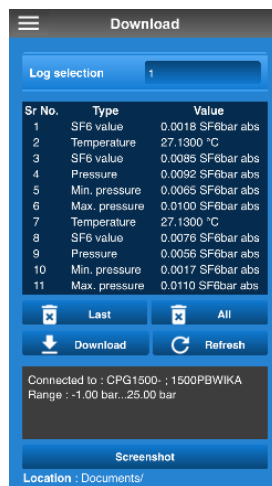 Download
Log selection 1
Sr No. Type Value
1 SF6 value 0.0018 SF6bar abs
2 Temperature 27.1300 °C
3 SF6 value 0.0085 SF6bar abs
4 Pressure 0.0092 SF6bar abs
5 Min. pressure 0.0065 SF6bar abs
6 Max. pressure 0.0100 SF6bar abs
7 Temperature 27.1300 °C
8 SF6 value 0.0076 SF6bar abs
9 Pressure 0.0056 SF6bar abs
10 Min. pressure 0.0017 SF6bar abs
11 Max. pressure 0.0110 SF6bar abs
Last All
Download Refresh
Connected to : CPG1500- ; 1500PBWIKA
Range : -1.00 bar...25.00 bar
Screenshot
Location : Documents/